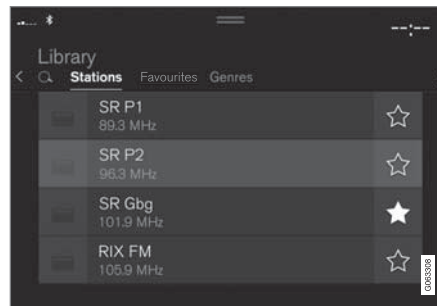 --:--
Library
Stations Favourites Genres
SR P1
89.3 MHz
SR P2
96.3 MHz
SR Gbg
101.9 MHz
RIX FM
105.9 MHz
G063308